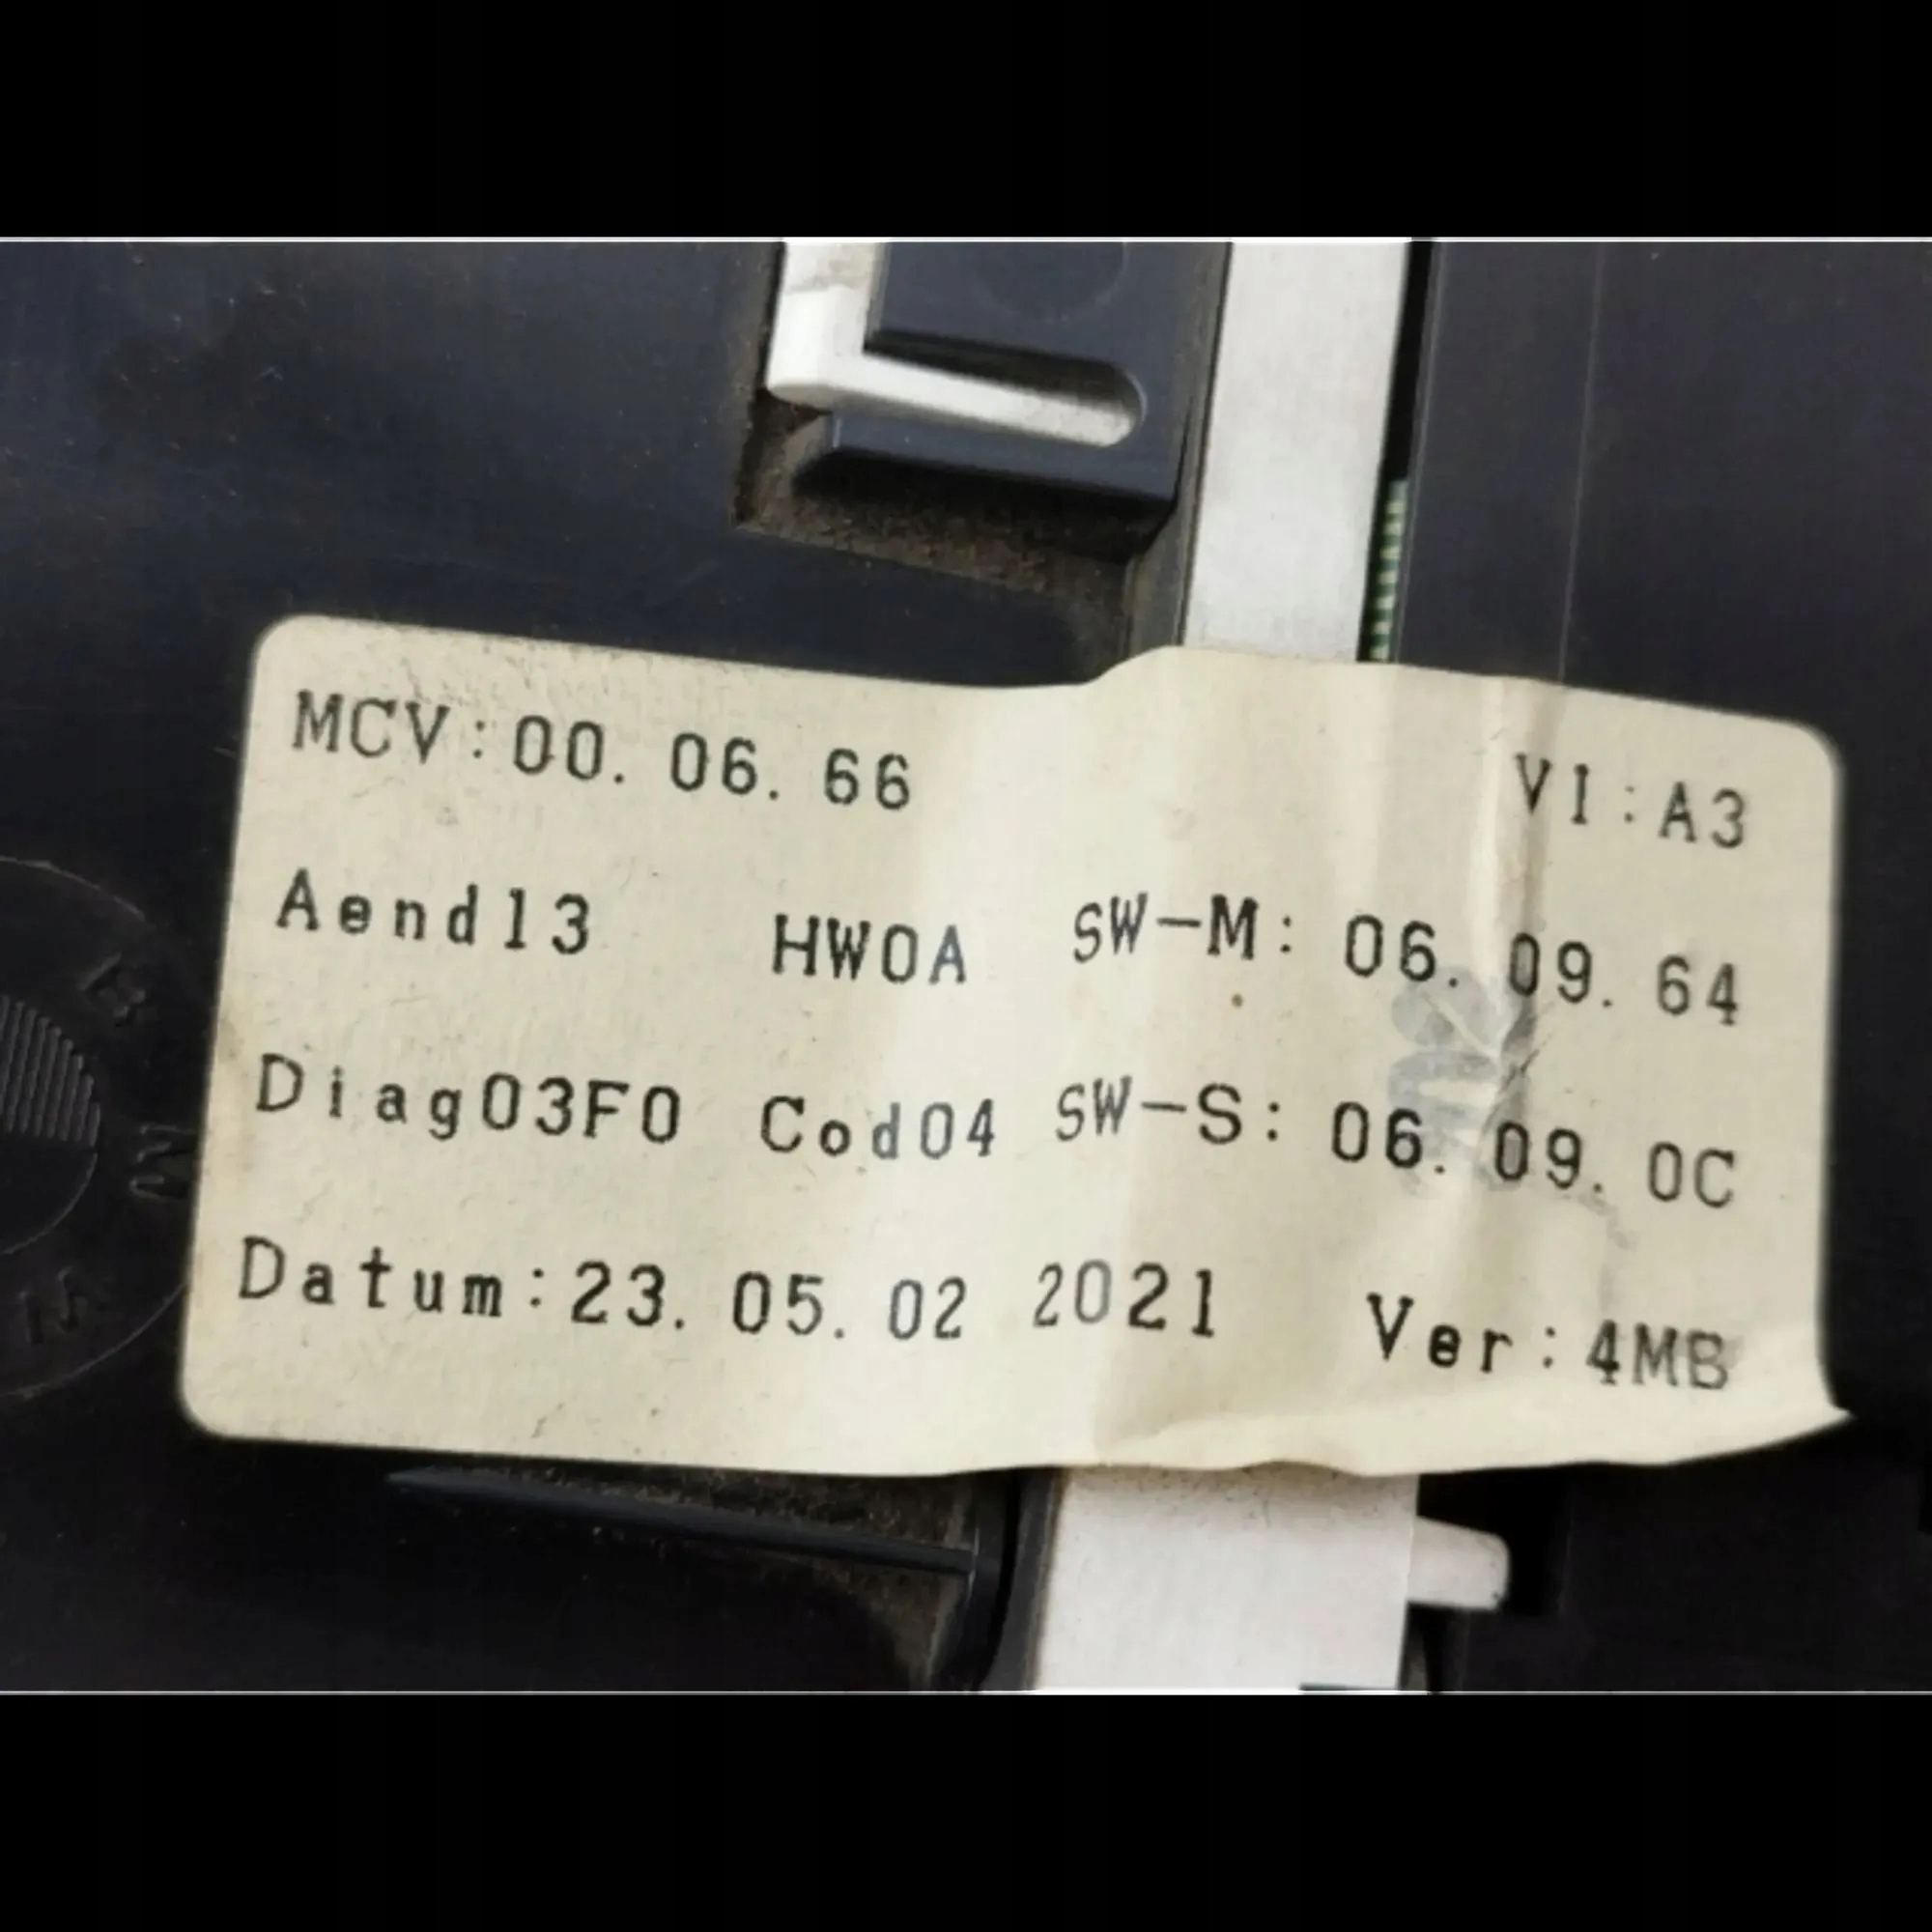 MCV:00. 06. 66 V1:A3
Aend13 HW0A SW-M: 06. 09. 64
Diag03F0 Cod04 SW-S: 06. 09. 0C
Datum:23. 05. 02 2021 Ver:4MB